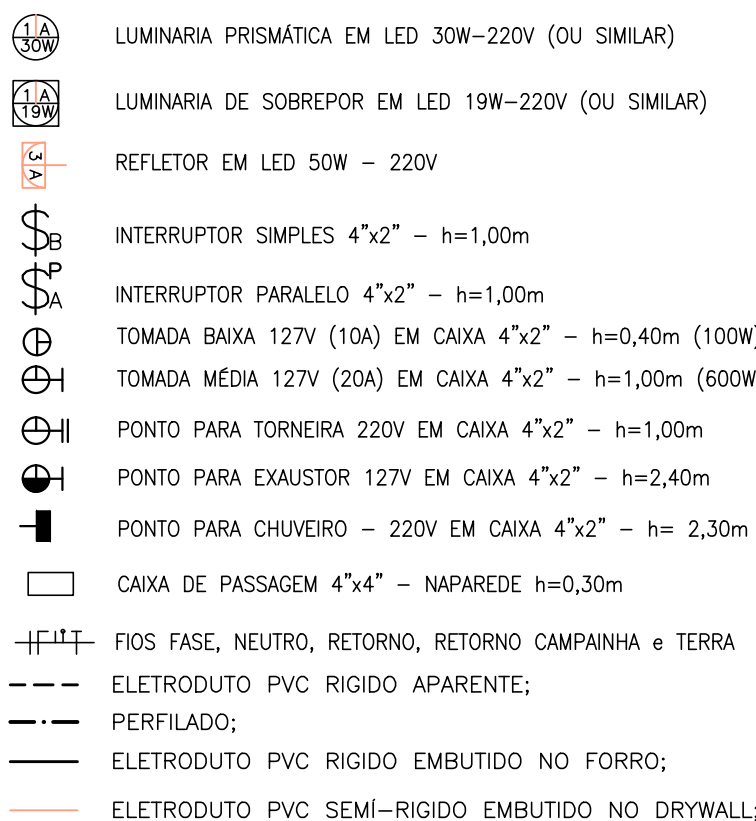 1 A
30W
LUMINARIA PRISMÁTICA EM LED 30W-220V (OU SIMILAR)
1 A
19W
LUMINARIA DE SOBREPOR EM LED 19W-220V (OU SIMILAR)
3 A
REFLETOR EM LED 50W - 220V
$B
INTERRUPTOR SIMPLES 4"x2" - h=1,00m
$PA
INTERRUPTOR PARALELO 4"x2" - h=1,00m
TOMADA BAIXA 127V (10A) EM CAIXA 4"x2" - h=0,40m (100W)
TOMADA MÉDIA 127V (20A) EM CAIXA 4"x2" - h=1,00m (600W
PONTO PARA TORNEIRA 220V EM CAIXA 4"x2" - h=1,00m
PONTO PARA EXAUSTOR 127V EM CAIXA 4"x2" - h=2,40m
PONTO PARA CHUVEIRO - 220V EM CAIXA 4"x2" - h= 2,30m
CAIXA DE PASSAGEM 4"x4" - NAPAREDE h=0,30m
FIOS FASE, NEUTRO, RETORNO, RETORNO CAMPAINHA e TERRA
ELETRODUTO PVC RIGIDO APARENTE;
PERFILADO;
ELETRODUTO PVC RIGIDO EMBUTIDO NO FORRO;
ELETRODUTO PVC SEMÍ-RIGIDO EMBUTIDO NO DRYWALL;